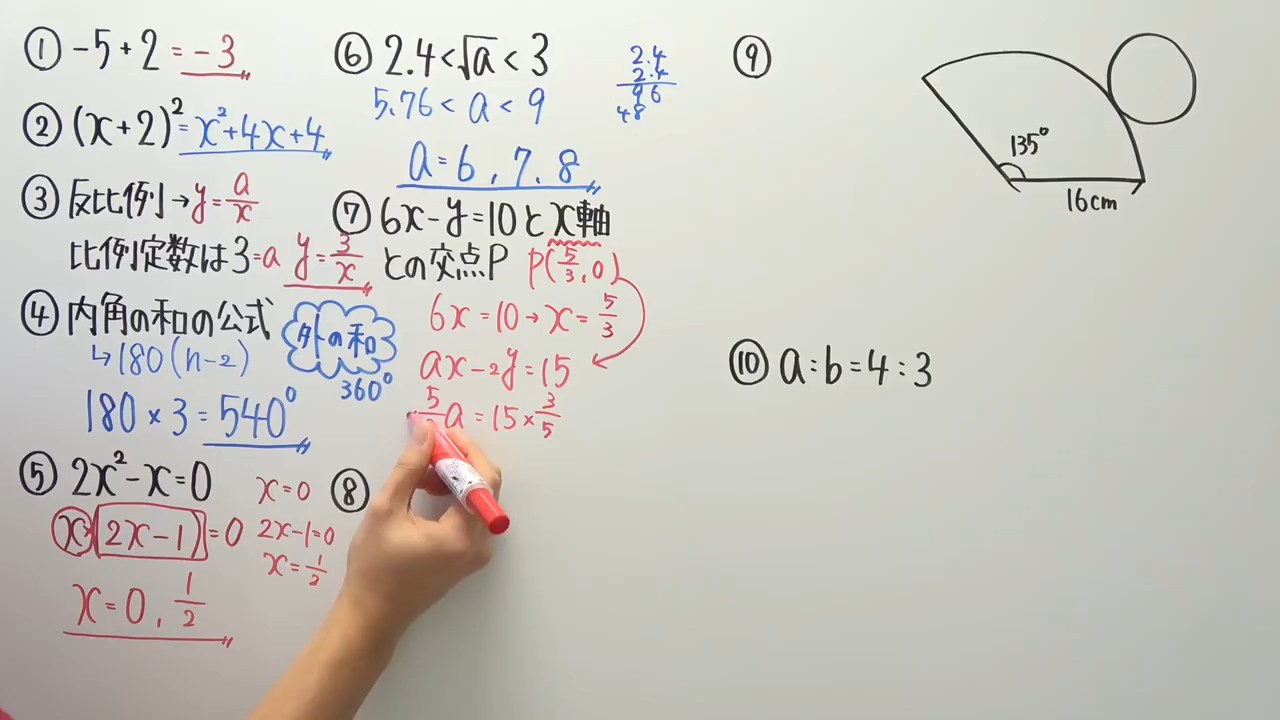 ① -5+2=-3
② (x+2)²=x²+4x+4
③ 反比例→y=a/x
比例定数は3=a y=3/x
④ 内角の和の公式
↳180(n-2)
外の和
360°
180×3=540°
⑤ 2x²-x=0
x(2x-1)=0
x=0
2x-1=0
x=1/2
x=0, 1/2
⑥ 2.4<√a<3
5.76<a<9
2.4
2.4
96
48
a=6, 7, 8
⑦ 6x-y=10とx軸
との交点P P(5/3, 0)
6x=10→x=5/3
ax-2y=15
a=15×3/5
⑧
⑨
135°
16cm
⑩ a:b=4:3